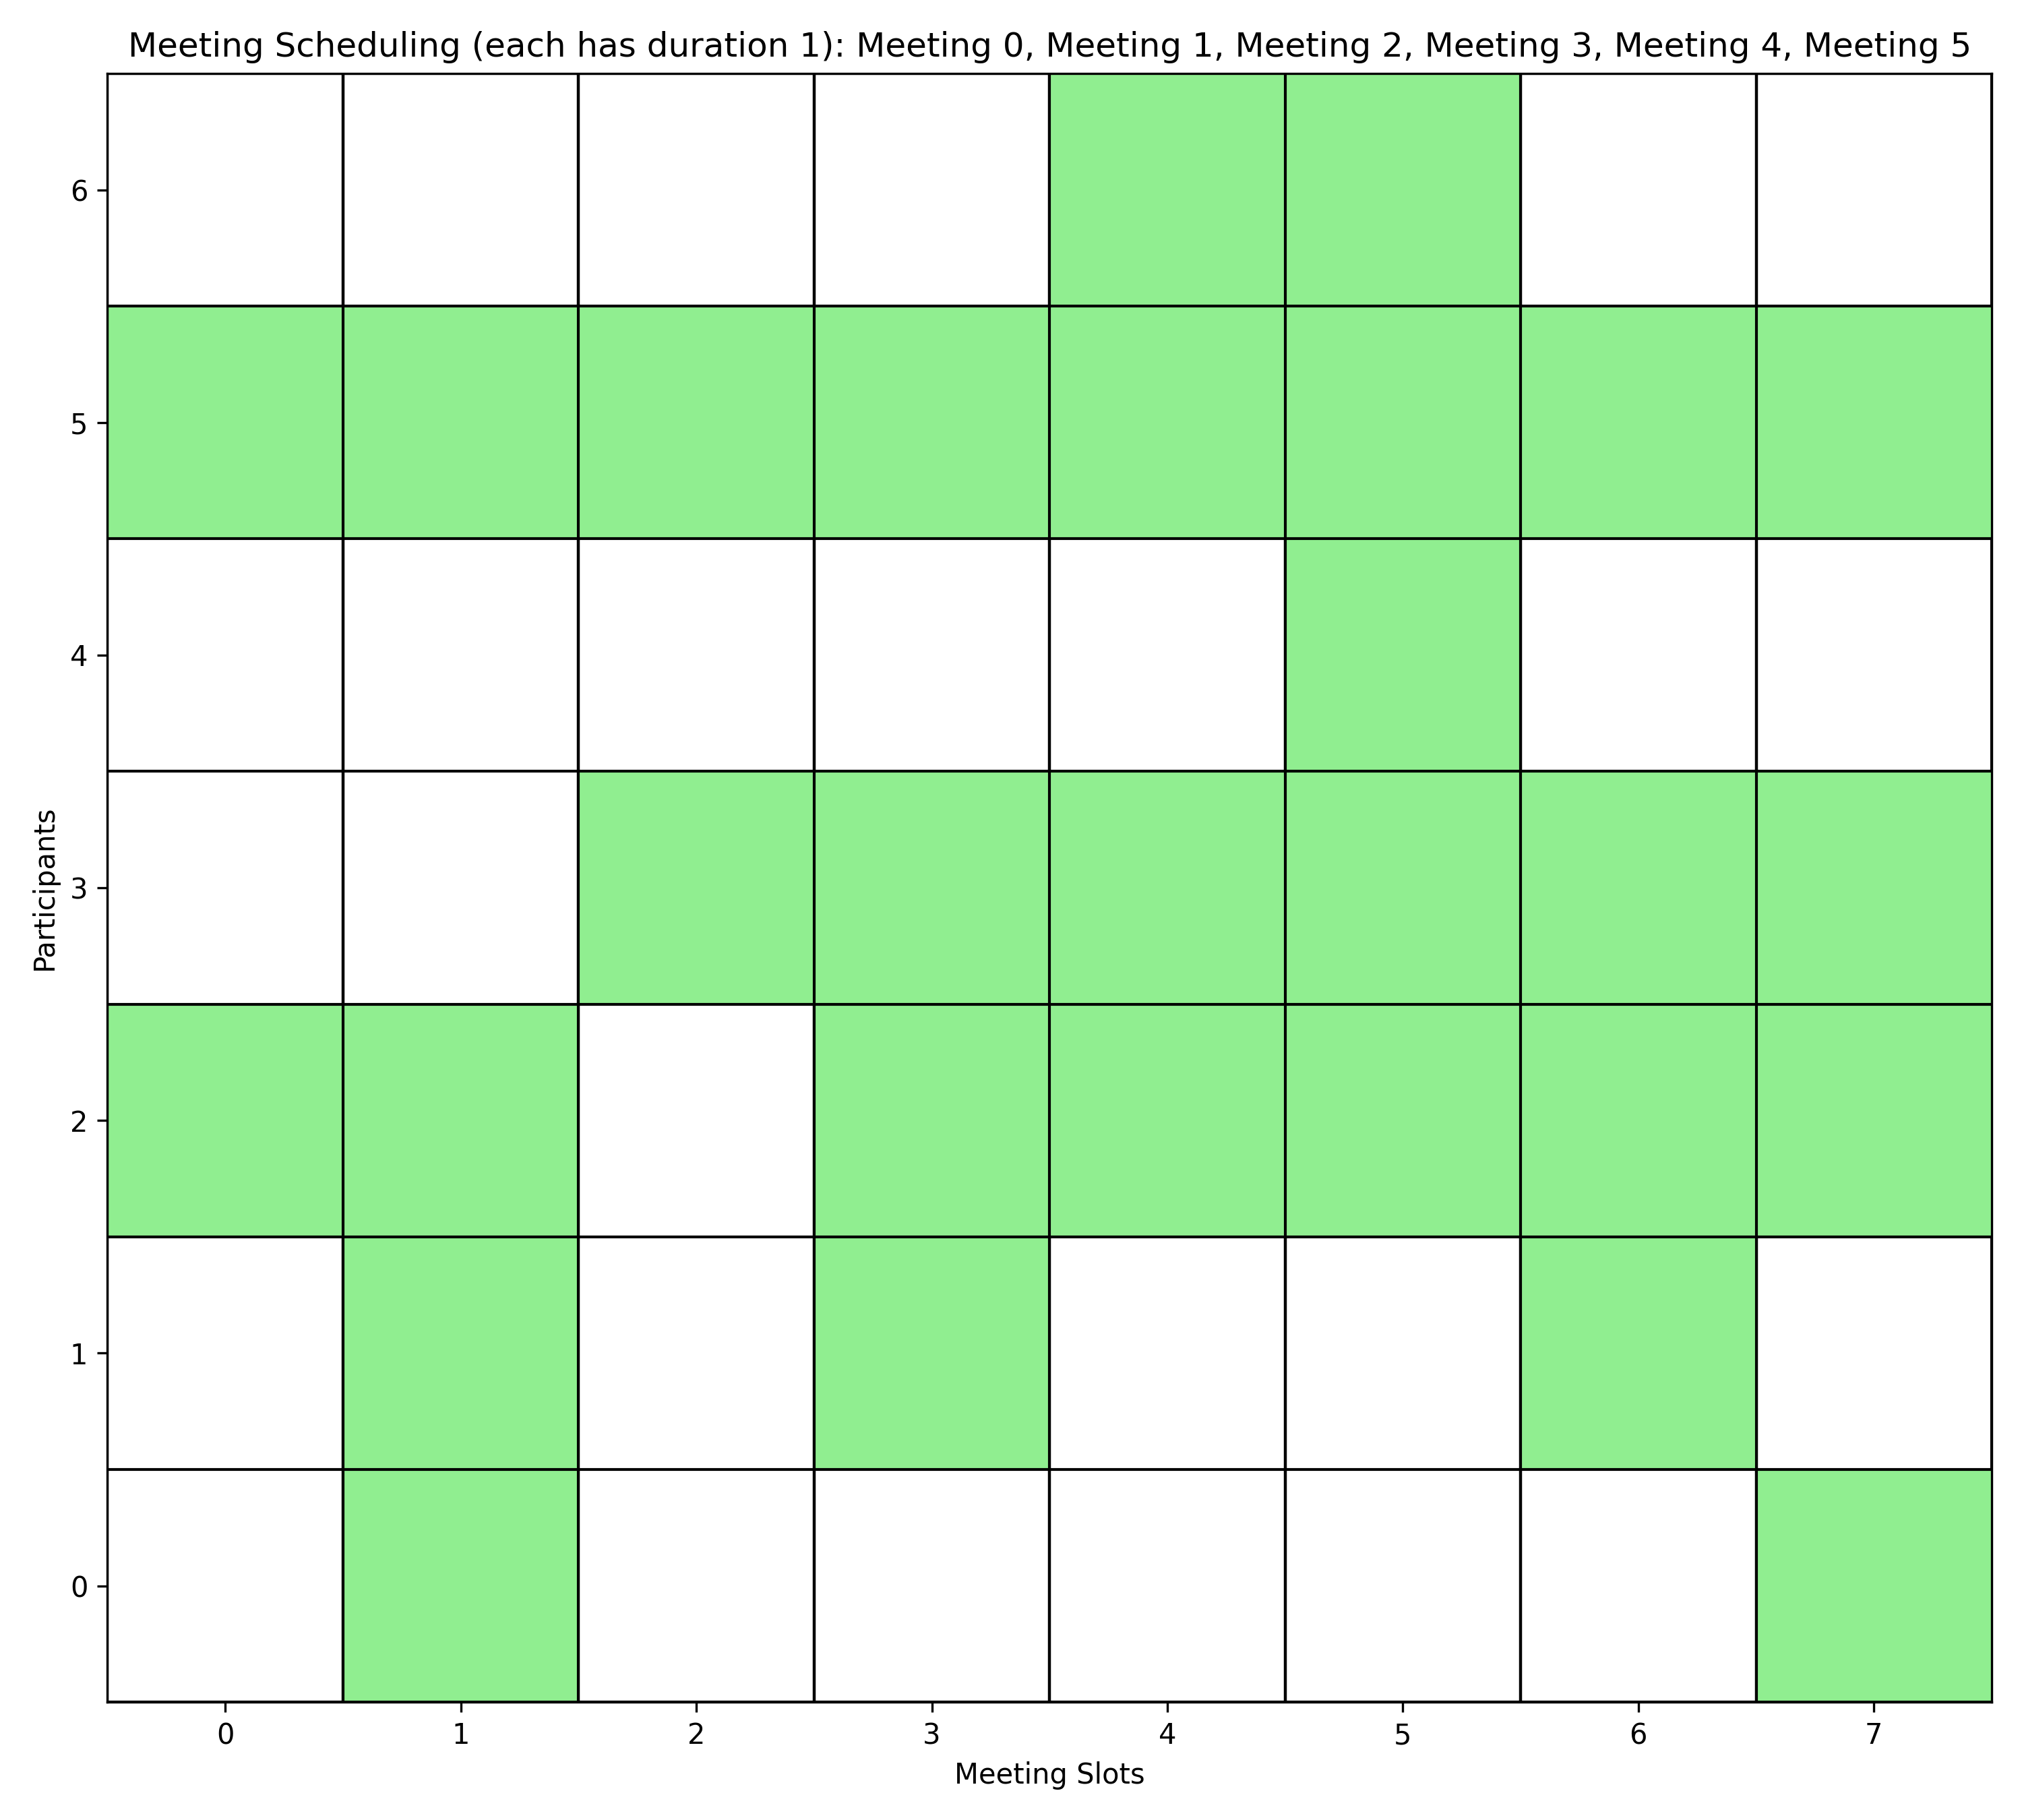 Meeting Scheduling (each has duration 1): Meeting 0, Meeting 1, Meeting 2, Meeting 3, Meeting 4, Meeting 5
6
5
4
3
2
1
0
Participants
0 1 2 3 4 5 6 7
Meeting Slots